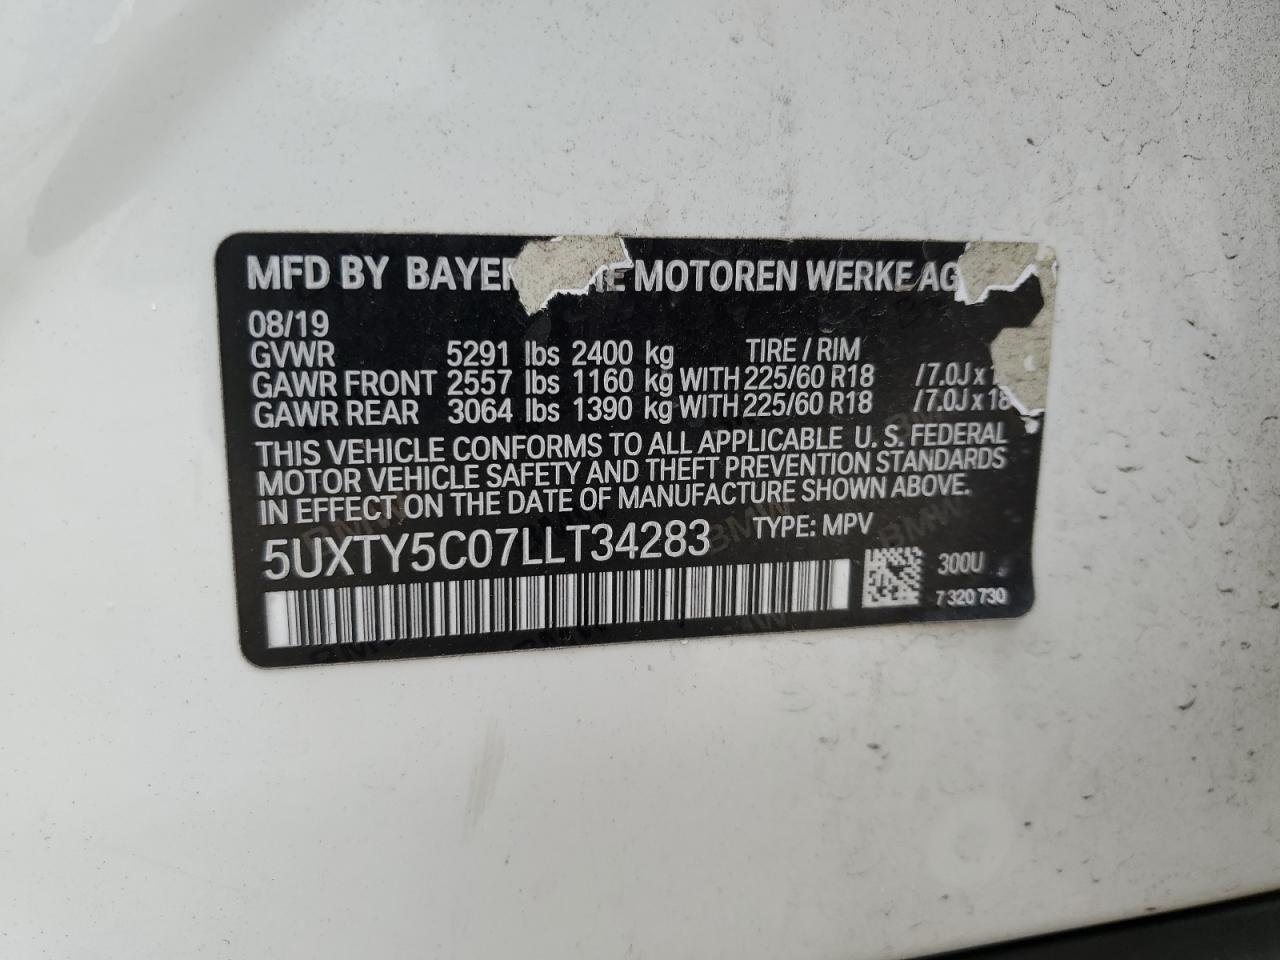 MFD BY MOTOREN WERKE AG
08/19
GVWR 5291 lbs 2400 kg TIRE / RIM
GAWR FRONT 2557 lbs 1160 kg WITH 225/60 R18 /7.0J x
GAWR REAR 3064 lbs 1390 kg WITH 225/60 R18 /7.0J x 18
THIS VEHICLE CONFORMS TO ALL APPLICABLE U. S. FEDERAL
MOTOR VEHICLE SAFETY AND THEFT PREVENTION STANDARDS
IN EFFECT ON THE DATE OF MANUFACTURE SHOWN ABOVE.
5UXTY5C07LLT34283 TYPE: MPV
300U
7 320 730